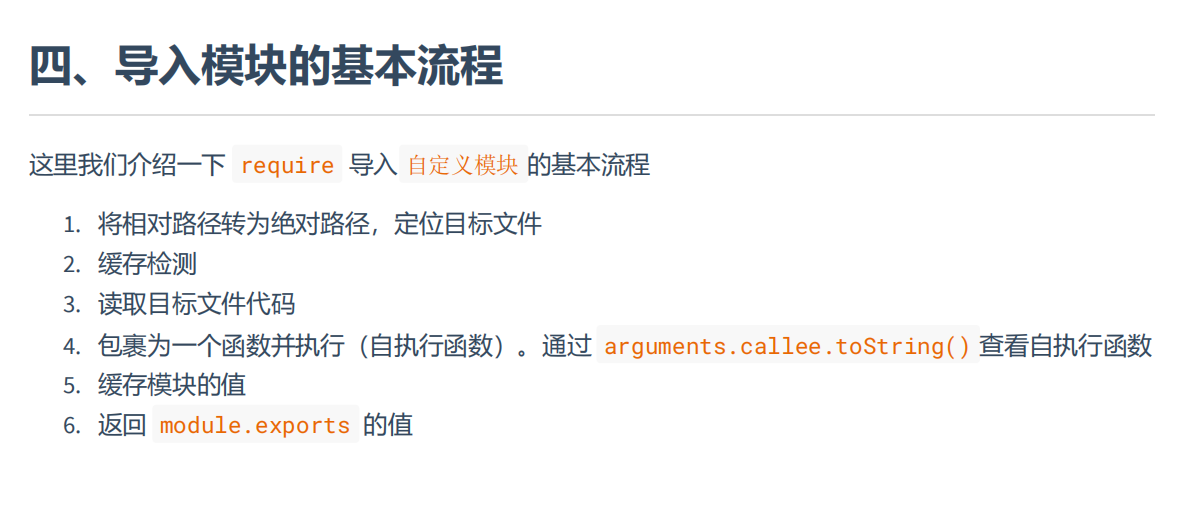 四、导入模块的基本流程
这里我们介绍一下 require 导入 自定义模块 的基本流程
1. 将相对路径转为绝对路径，定位目标文件
2. 缓存检测
3. 读取目标文件代码
4. 包裹为一个函数并执行（自执行函数）。通过 arguments.callee.toString() 查看自执行函数
5. 缓存模块的值
6. 返回 module.exports 的值